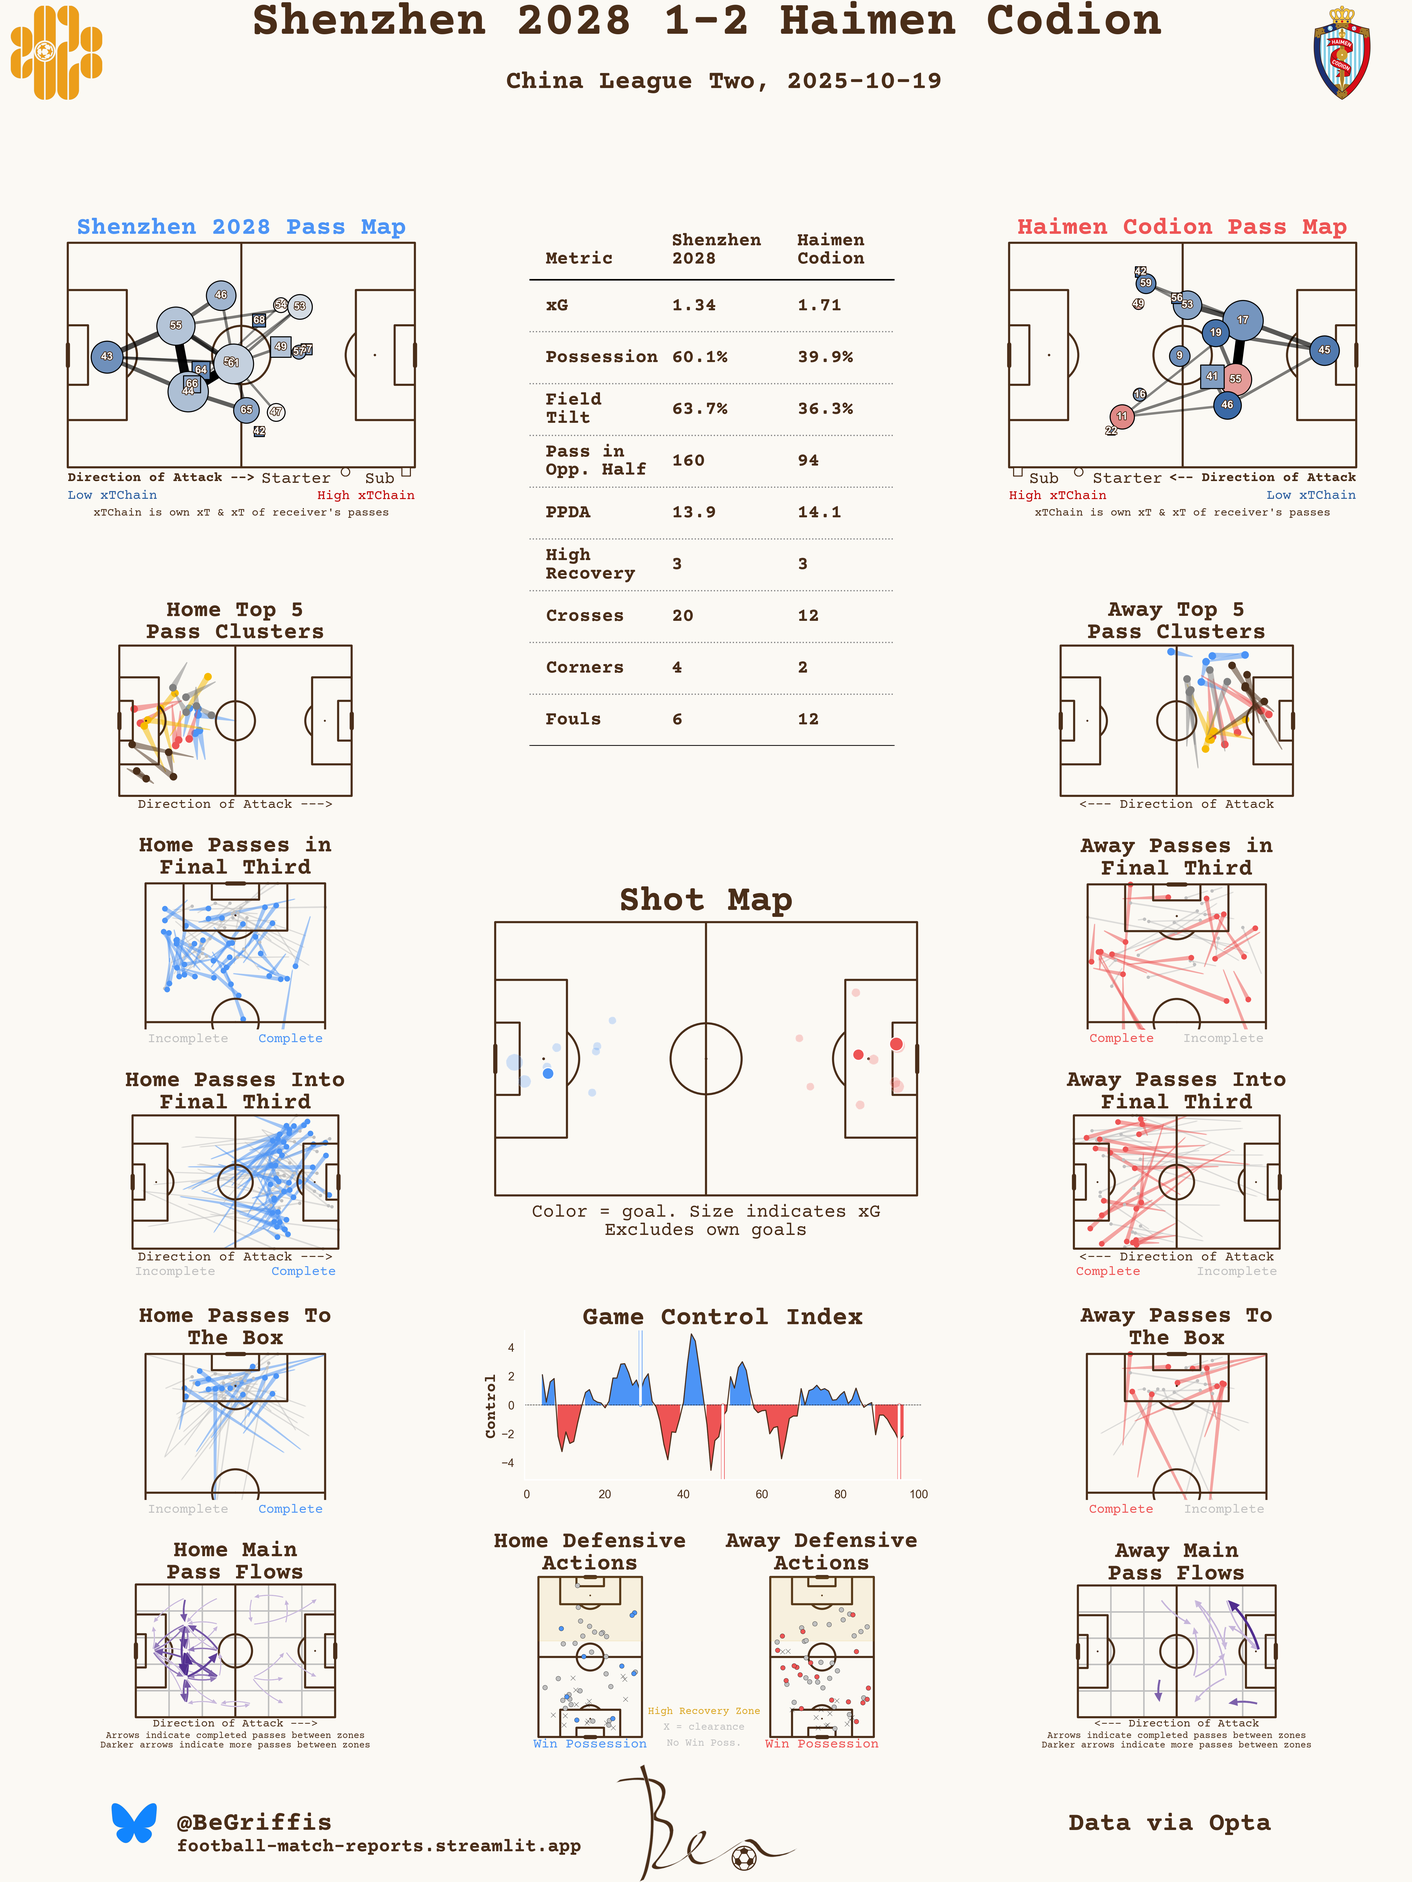 Shenzhen 2028 1-2 Haimen Codion
China League Two, 2025-10-19
HAIMEN
CODION
Shenzhen 2028 Pass Map
46
54
53
55
68
43
49
57
77
61
64
66
44
65
47
42
Direction of Attack --> Starter Sub
Low xTChain High xTChain
xTChain is own xT & xT of receiver's passes
Metric Shenzhen 2028 Haimen Codion
xG 1.34 1.71
Possession 60.1% 39.9%
Field Tilt 63.7% 36.3%
Pass in Opp. Half 160 94
PPDA 13.9 14.1
High Recovery 3 3
Crosses 20 12
Corners 4 2
Fouls 6 12
Haimen Codion Pass Map
42
59
49
56
53
17
19
9
45
41
55
16
46
11
22
Sub Starter <-- Direction of Attack
High xTChain Low xTChain
xTChain is own xT & xT of receiver's passes
Home Top 5
Pass Clusters
Direction of Attack --->
Away Top 5
Pass Clusters
<--- Direction of Attack
Home Passes in
Final Third
Incomplete Complete
Away Passes in
Final Third
Complete Incomplete
Shot Map
Color = goal. Size indicates xG
Excludes own goals
Home Passes Into
Final Third
Direction of Attack --->
Incomplete Complete
Away Passes Into
Final Third
<--- Direction of Attack
Complete Incomplete
Home Passes To
The Box
Incomplete Complete
Game Control Index
Control
4
2
0
−2
−4
0 20 40 60 80 100
Away Passes To
The Box
Complete Incomplete
Home Main
Pass Flows
Direction of Attack --->
Arrows indicate completed passes between zones
Darker arrows indicate more passes between zones
Home Defensive
Actions
Win Possession
Away Defensive
Actions
Win Possession
High Recovery Zone
X = clearance
No Win Poss.
Away Main
Pass Flows
<--- Direction of Attack
Arrows indicate completed passes between zones
Darker arrows indicate more passes between zones
@BeGriffis
football-match-reports.streamlit.app
Ben
Data via Opta